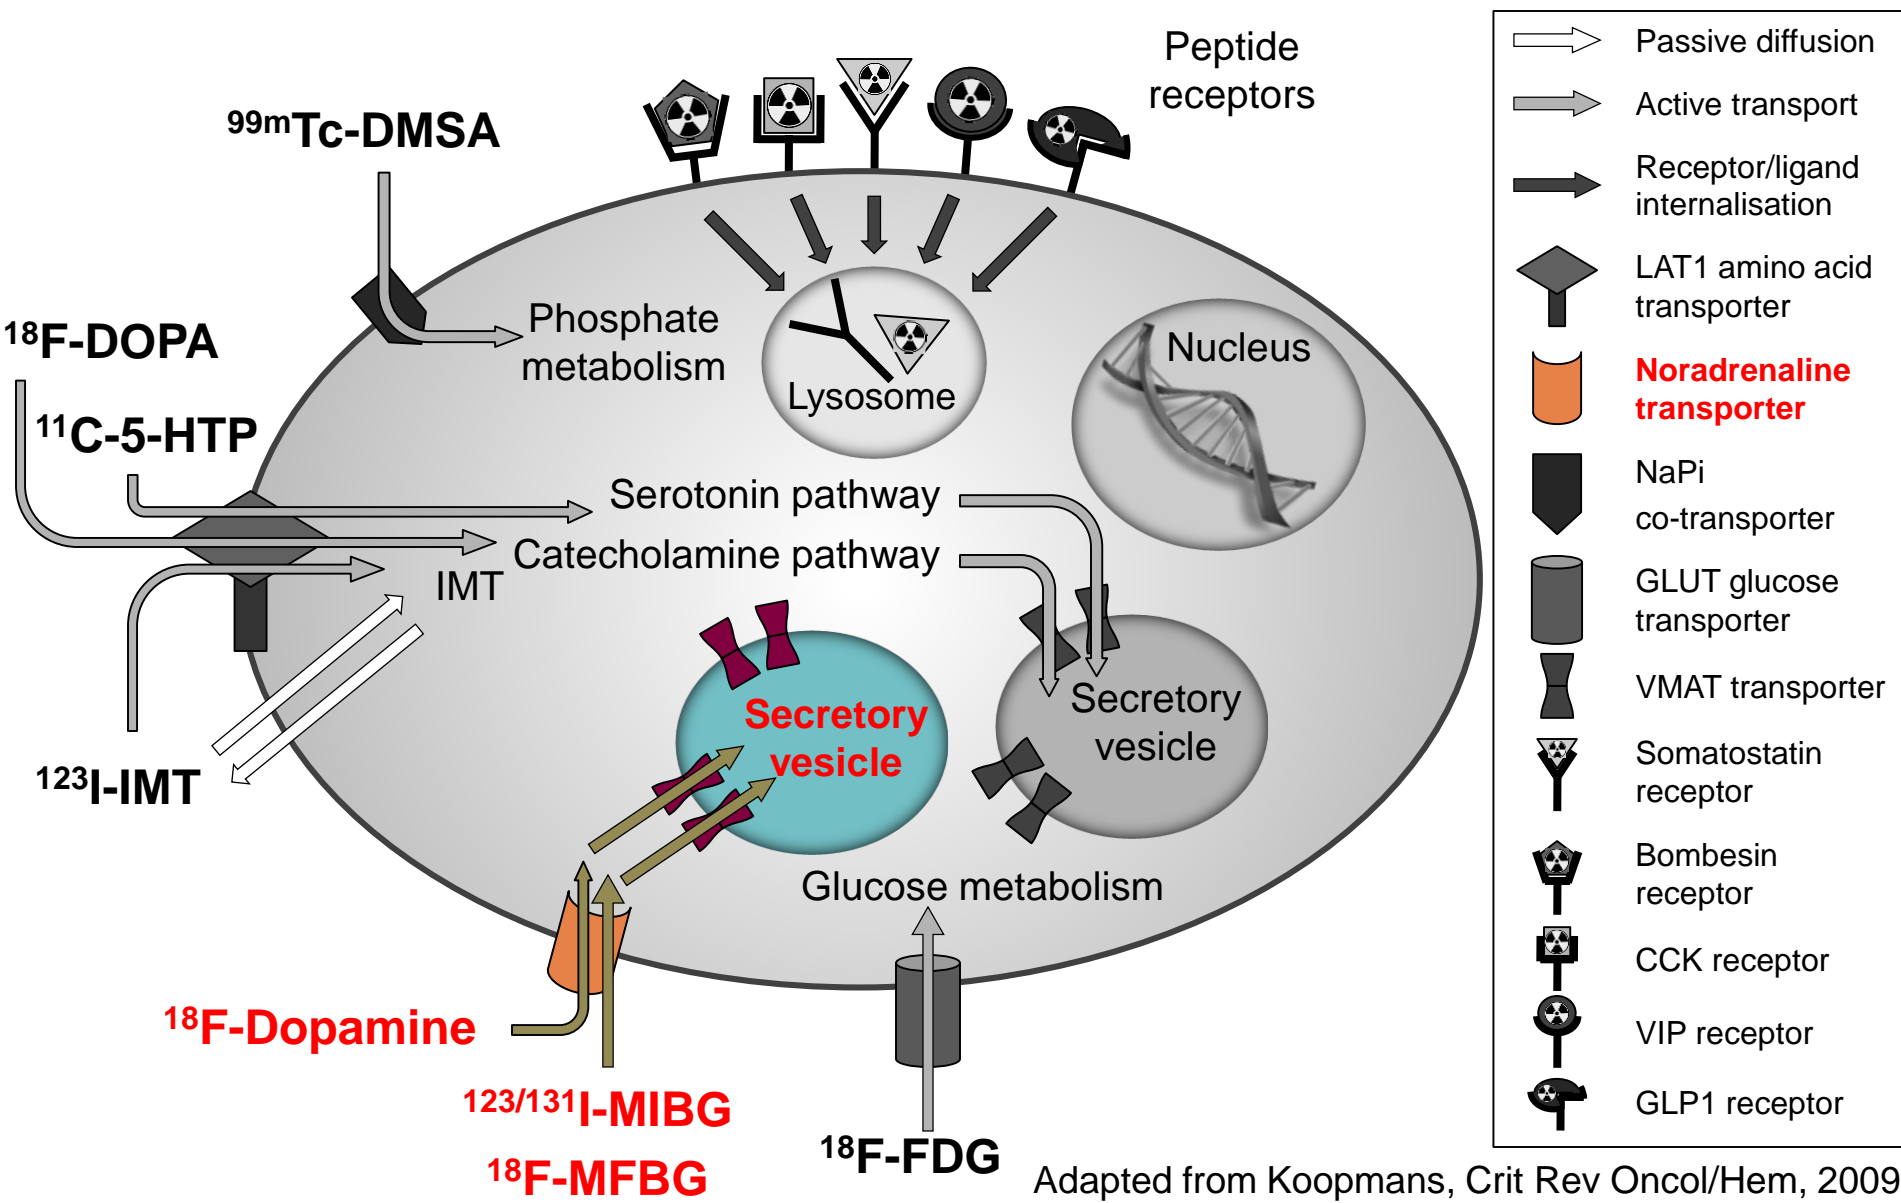 Peptide
receptors
⁹⁹ᵐTc-DMSA
¹⁸F-DOPA
¹¹C-5-HTP
Phosphate
metabolism
Lysosome
Nucleus
Serotonin pathway
Catecholamine pathway
IMT
Secretory
vesicle
Secretory
vesicle
¹²³I-IMT
Glucose metabolism
¹⁸F-Dopamine
¹²³/¹³¹I-MIBG
¹⁸F-MFBG
¹⁸F-FDG
Passive diffusion
Active transport
Receptor/ligand
internalisation
LAT1 amino acid
transporter
Noradrenaline
transporter
NaPi
co-transporter
GLUT glucose
transporter
VMAT transporter
Somatostatin
receptor
Bombesin
receptor
CCK receptor
VIP receptor
GLP1 receptor
Adapted from Koopmans, Crit Rev Oncol/Hem, 2009